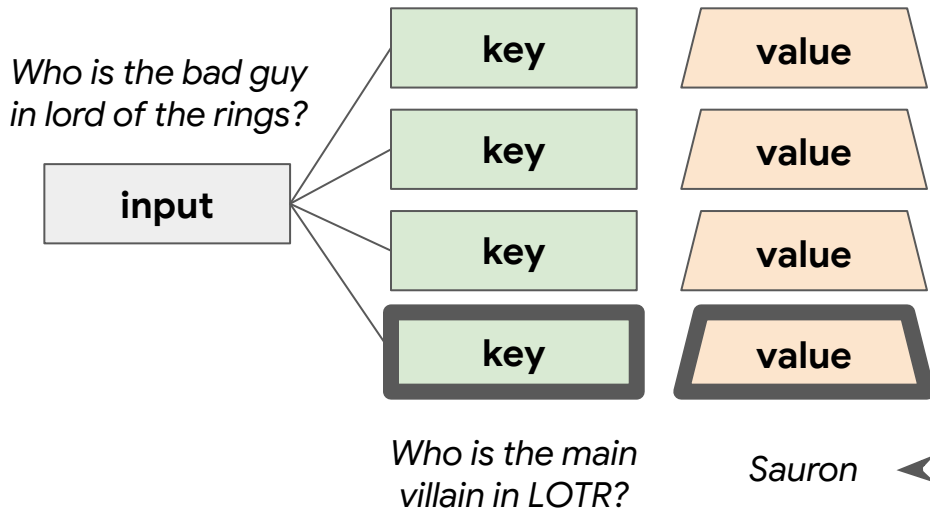 key
value
Who is the bad guy
in lord of the rings?
key
value
input
key
value
key
value
Who is the main
villain in LOTR?
Sauron